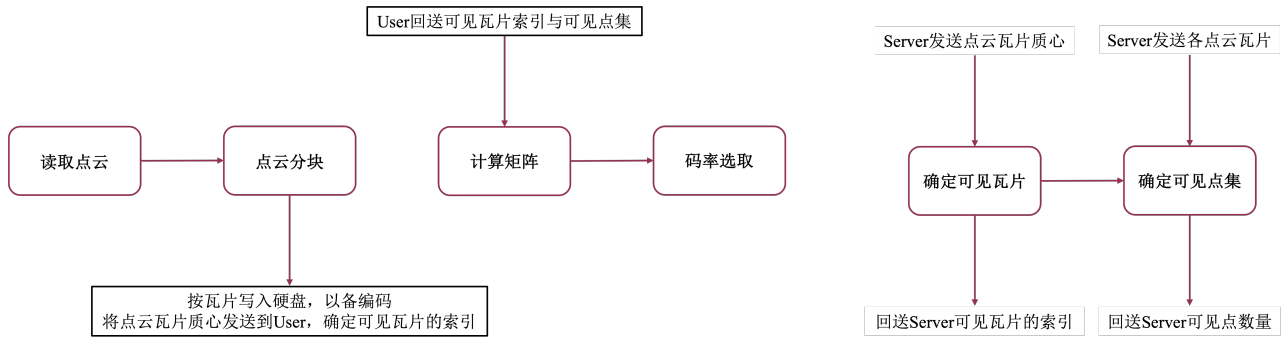 User回送可见瓦片索引与可见点集
Server发送点云瓦片质心
Server发送各点云瓦片
读取点云
点云分块
计算矩阵
码率选取
确定可见瓦片
确定可见点集
按瓦片写入硬盘，以备编码
将点云瓦片质心发送到User，确定可见瓦片的索引
回送Server可见瓦片的索引
回送Server可见点数量